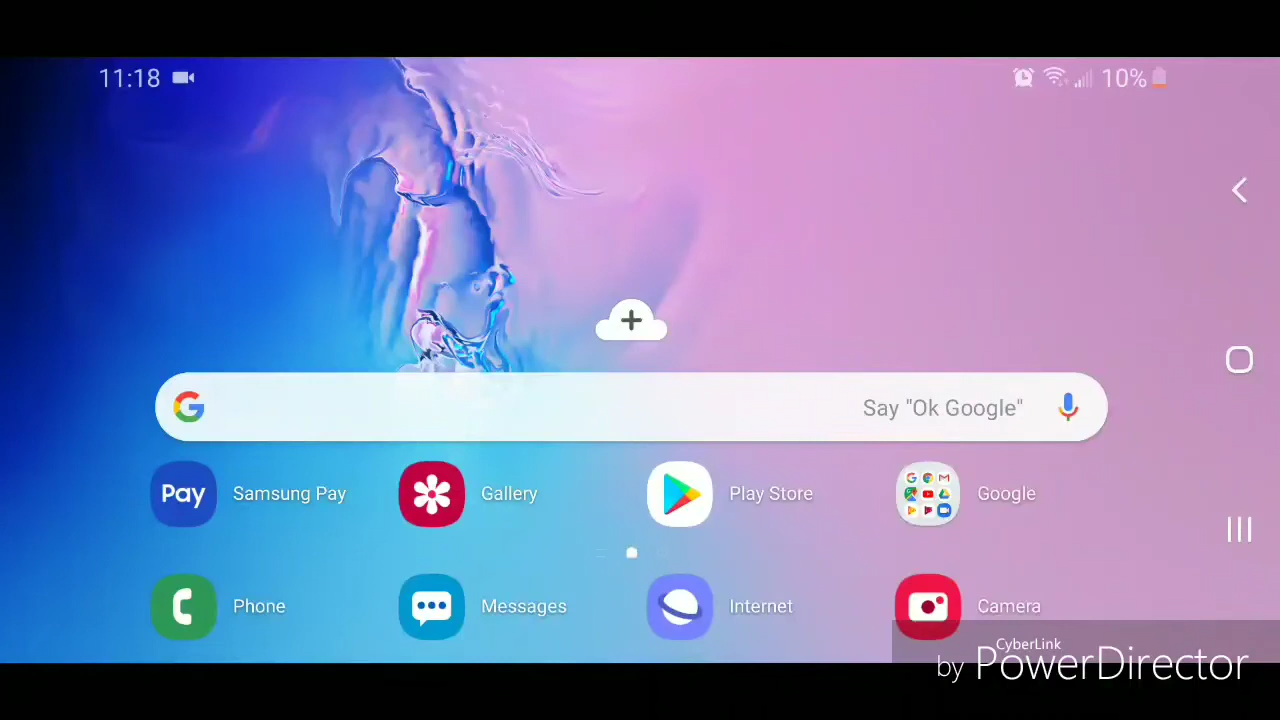 11:18 10%
Say "Ok Google"
Pay Samsung Pay Gallery Play Store Google
Phone Messages Internet Camera
CyberLink
by PowerDirector